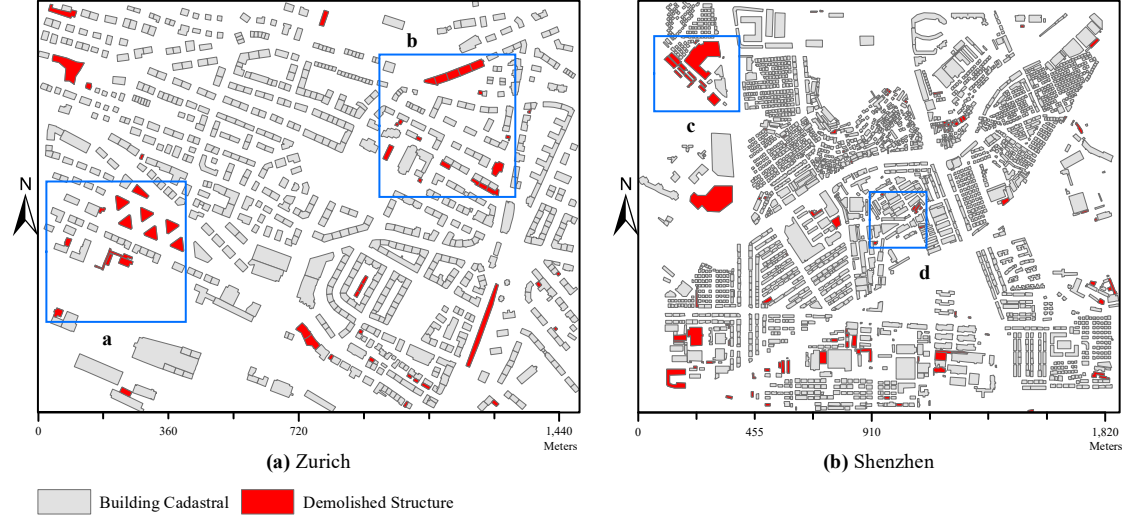 b
N
a
0 360 720 1,440
Meters
(a) Zurich
c
N
d
0 455 910 1,820
Meters
(b) Shenzhen
Building Cadastral Demolished Structure